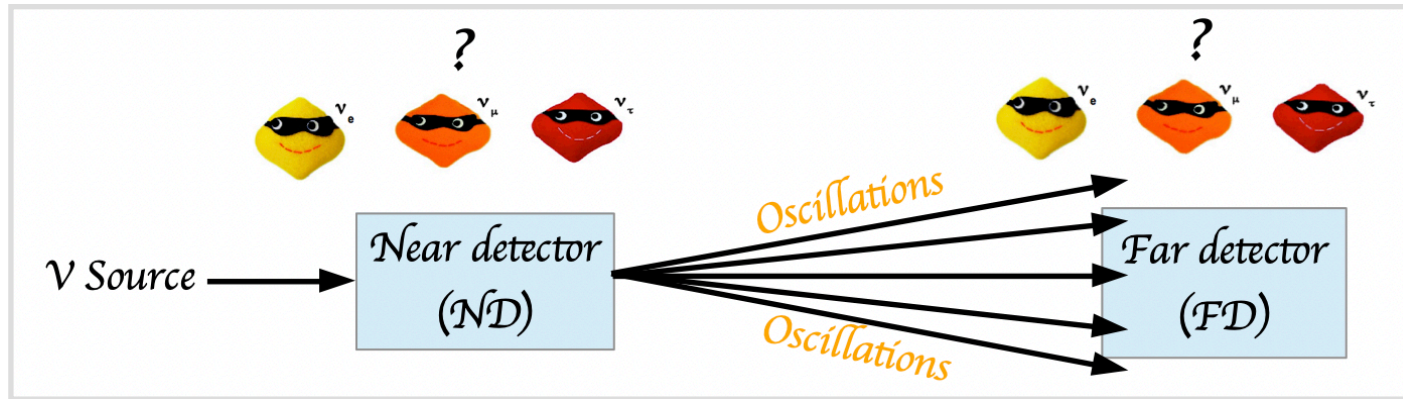 ?
?
νe
νμ
ντ
νe
νμ
ντ
Oscillations
ν Source
Near detector
(ND)
Far detector
(FD)
Oscillations